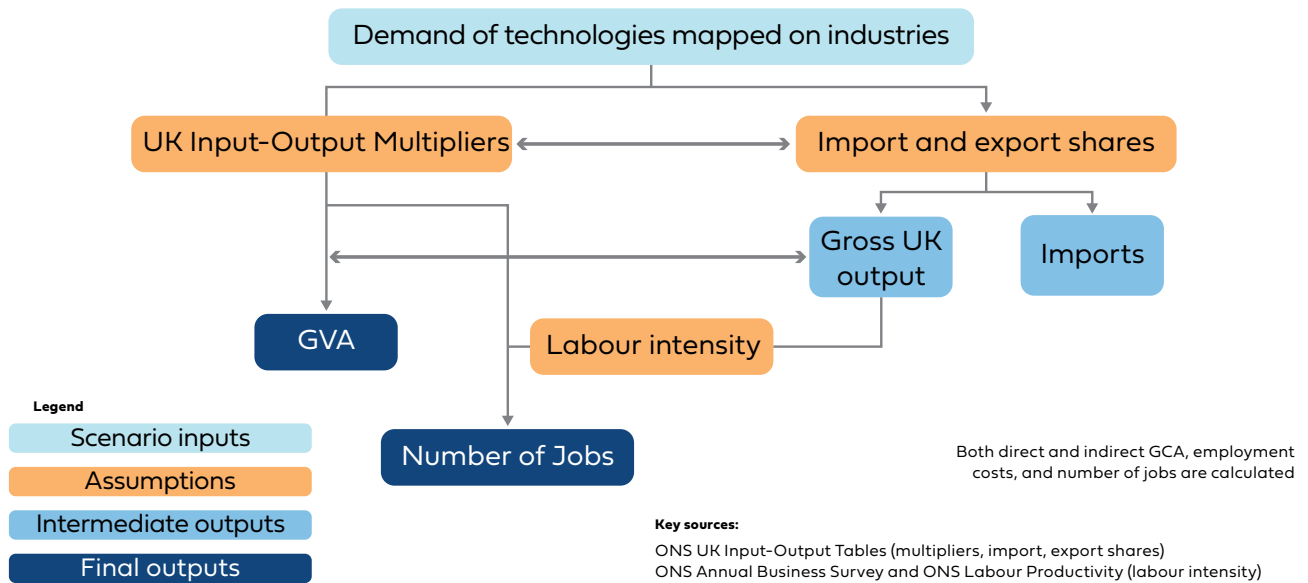 Demand of technologies mapped on industries
UK Input-Output Multipliers
Import and export shares
Gross UK
output
Imports
GVA
Labour intensity
Number of Jobs
Legend
Scenario inputs
Assumptions
Intermediate outputs
Final outputs
Both direct and indirect GCA, employment
costs, and number of jobs are calculated
Key sources:
ONS UK Input-Output Tables (multipliers, import, export shares)
ONS Annual Business Survey and ONS Labour Productivity (labour intensity)